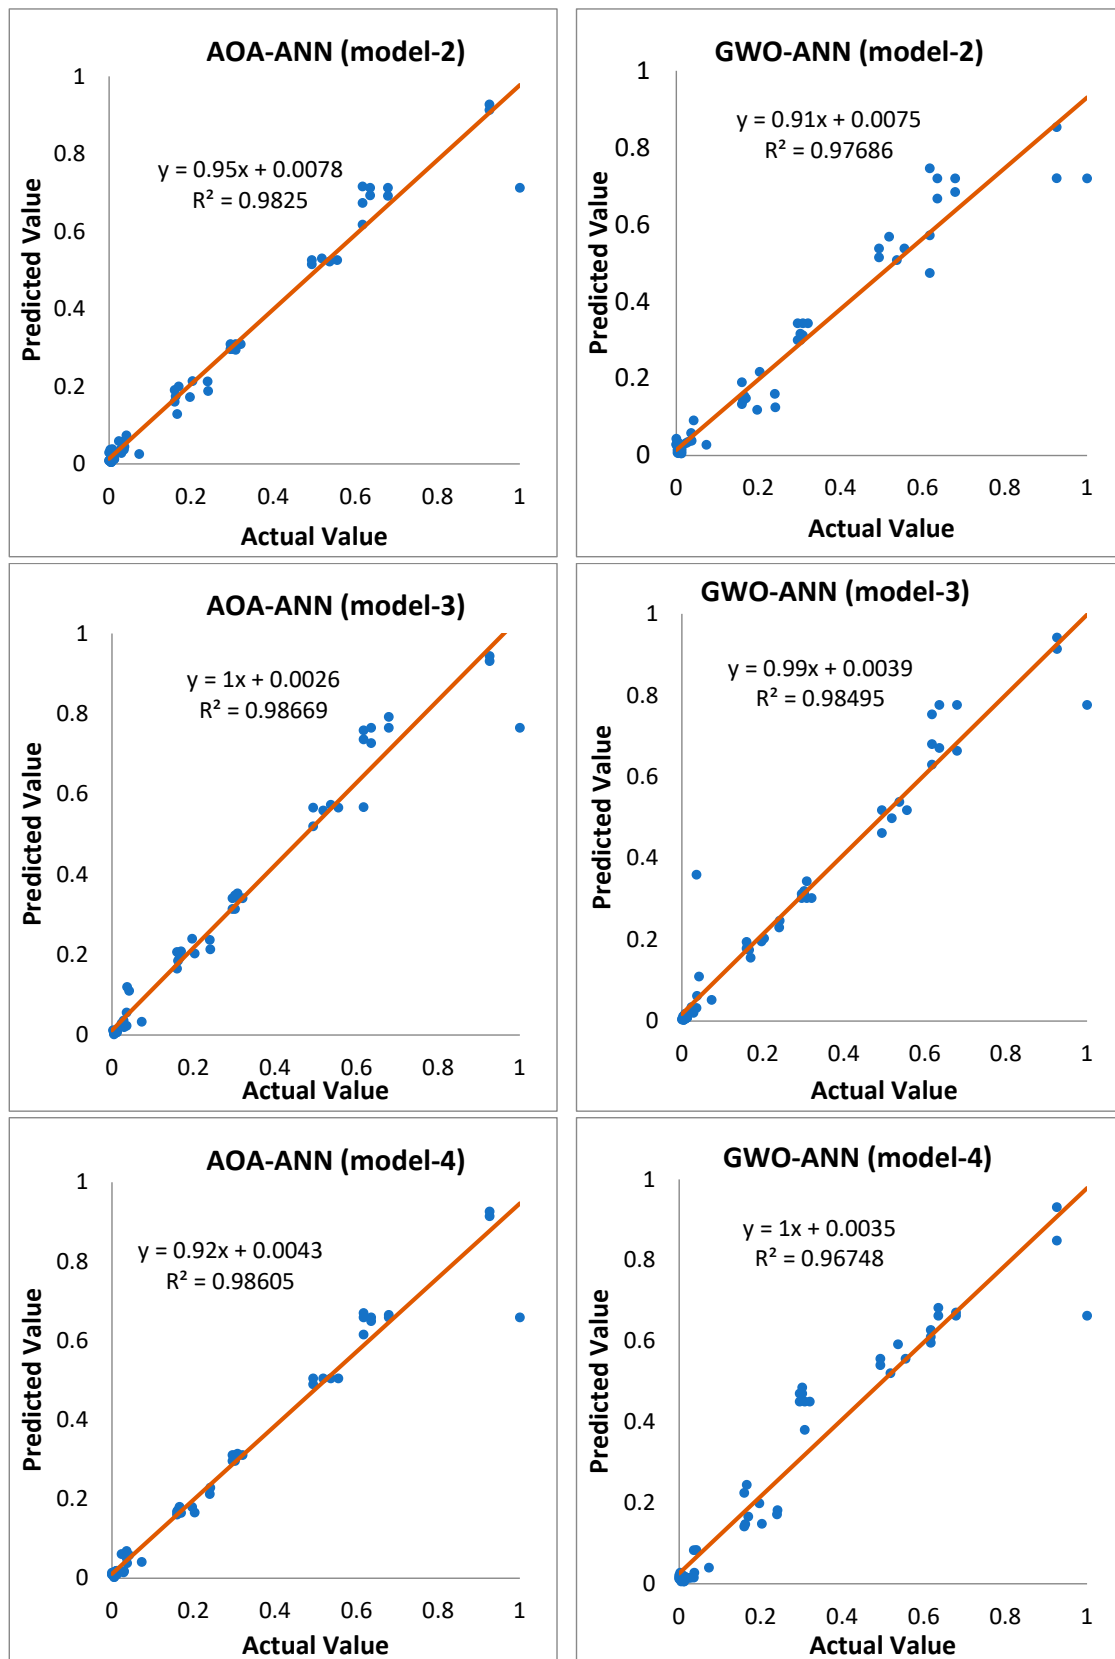 AOA-ANN (model-2)
y = 0.95x + 0.0078
R² = 0.9825
1
0.8
0.6
0.4
0.2
0
0 0.2 0.4 0.6 0.8 1
Predicted Value
Actual Value
GWO-ANN (model-2)
y = 0.91x + 0.0075
R² = 0.97686
1
0.8
0.6
0.4
0.2
0
0 0.2 0.4 0.6 0.8 1
Predicted Value
Actual Value
AOA-ANN (model-3)
y = 1x + 0.0026
R² = 0.98669
1
0.8
0.6
0.4
0.2
0
0 0.2 0.4 0.6 0.8 1
Predicted Value
Actual Value
GWO-ANN (model-3)
y = 0.99x + 0.0039
R² = 0.98495
1
0.8
0.6
0.4
0.2
0
0 0.2 0.4 0.6 0.8 1
Predicted Value
Actual Value
AOA-ANN (model-4)
y = 0.92x + 0.0043
R² = 0.98605
1
0.8
0.6
0.4
0.2
0
0 0.2 0.4 0.6 0.8 1
Predicted Value
Actual Value
GWO-ANN (model-4)
y = 1x + 0.0035
R² = 0.96748
1
0.8
0.6
0.4
0.2
0
0 0.2 0.4 0.6 0.8 1
Predicted Value
Actual Value